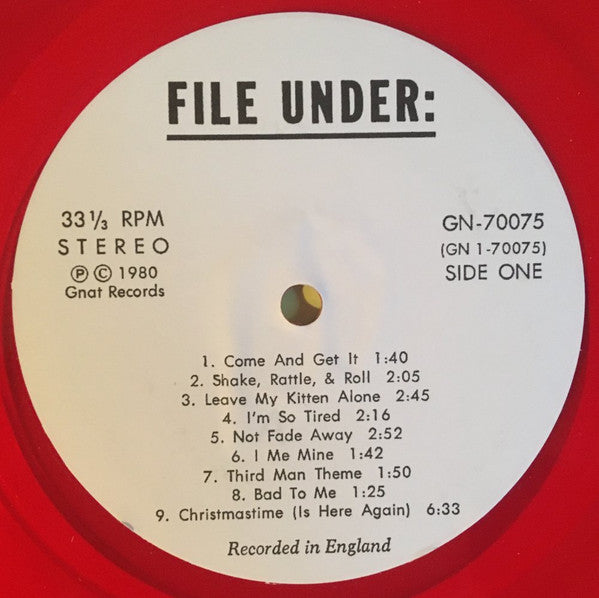 FILE UNDER:
33 ⅓ RPM
STEREO
Ⓟ Ⓒ 1980
Gnat Records
GN-70075
(GN 1-70075)
SIDE ONE
1. Come And Get It 1:40
2. Shake, Rattle, & Roll 2:05
3. Leave My Kitten Alone 2:45
4. I'm So Tired 2:16
5. Not Fade Away 2:52
6. I Me Mine 1:42
7. Third Man Theme 1:50
8. Bad To Me 1:25
9. Christmastime (Is Here Again) 6:33
Recorded in England